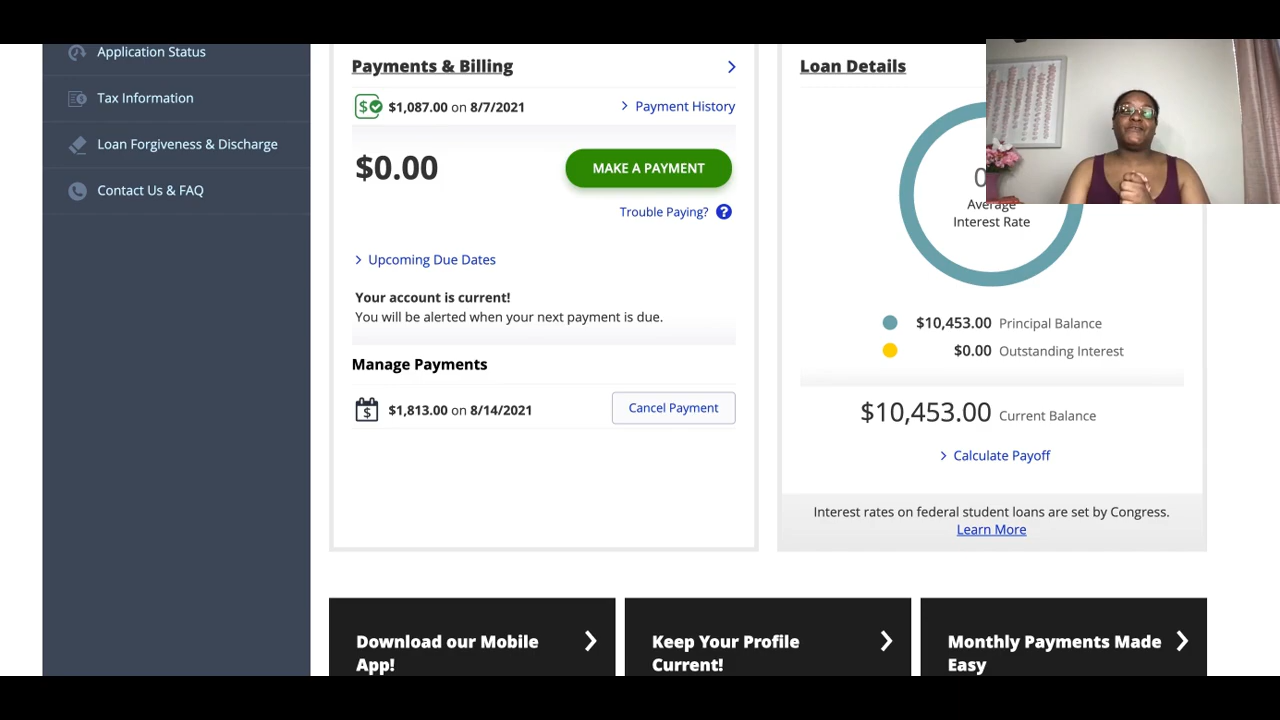 Application Status
Tax Information
Loan Forgiveness & Discharge
Contact Us & FAQ
Payments & Billing
$1,087.00 on 8/7/2021
Payment History
$0.00
MAKE A PAYMENT
Trouble Paying? ?
Upcoming Due Dates
Your account is current!
You will be alerted when your next payment is due.
Manage Payments
$1,813.00 on 8/14/2021
Cancel Payment
Loan Details
Average
Interest Rate
$10,453.00 Principal Balance
$0.00 Outstanding Interest
$10,453.00 Current Balance
Calculate Payoff
Interest rates on federal student loans are set by Congress.
Learn More
Download our Mobile
App!
Keep Your Profile
Current!
Monthly Payments Made
Easy